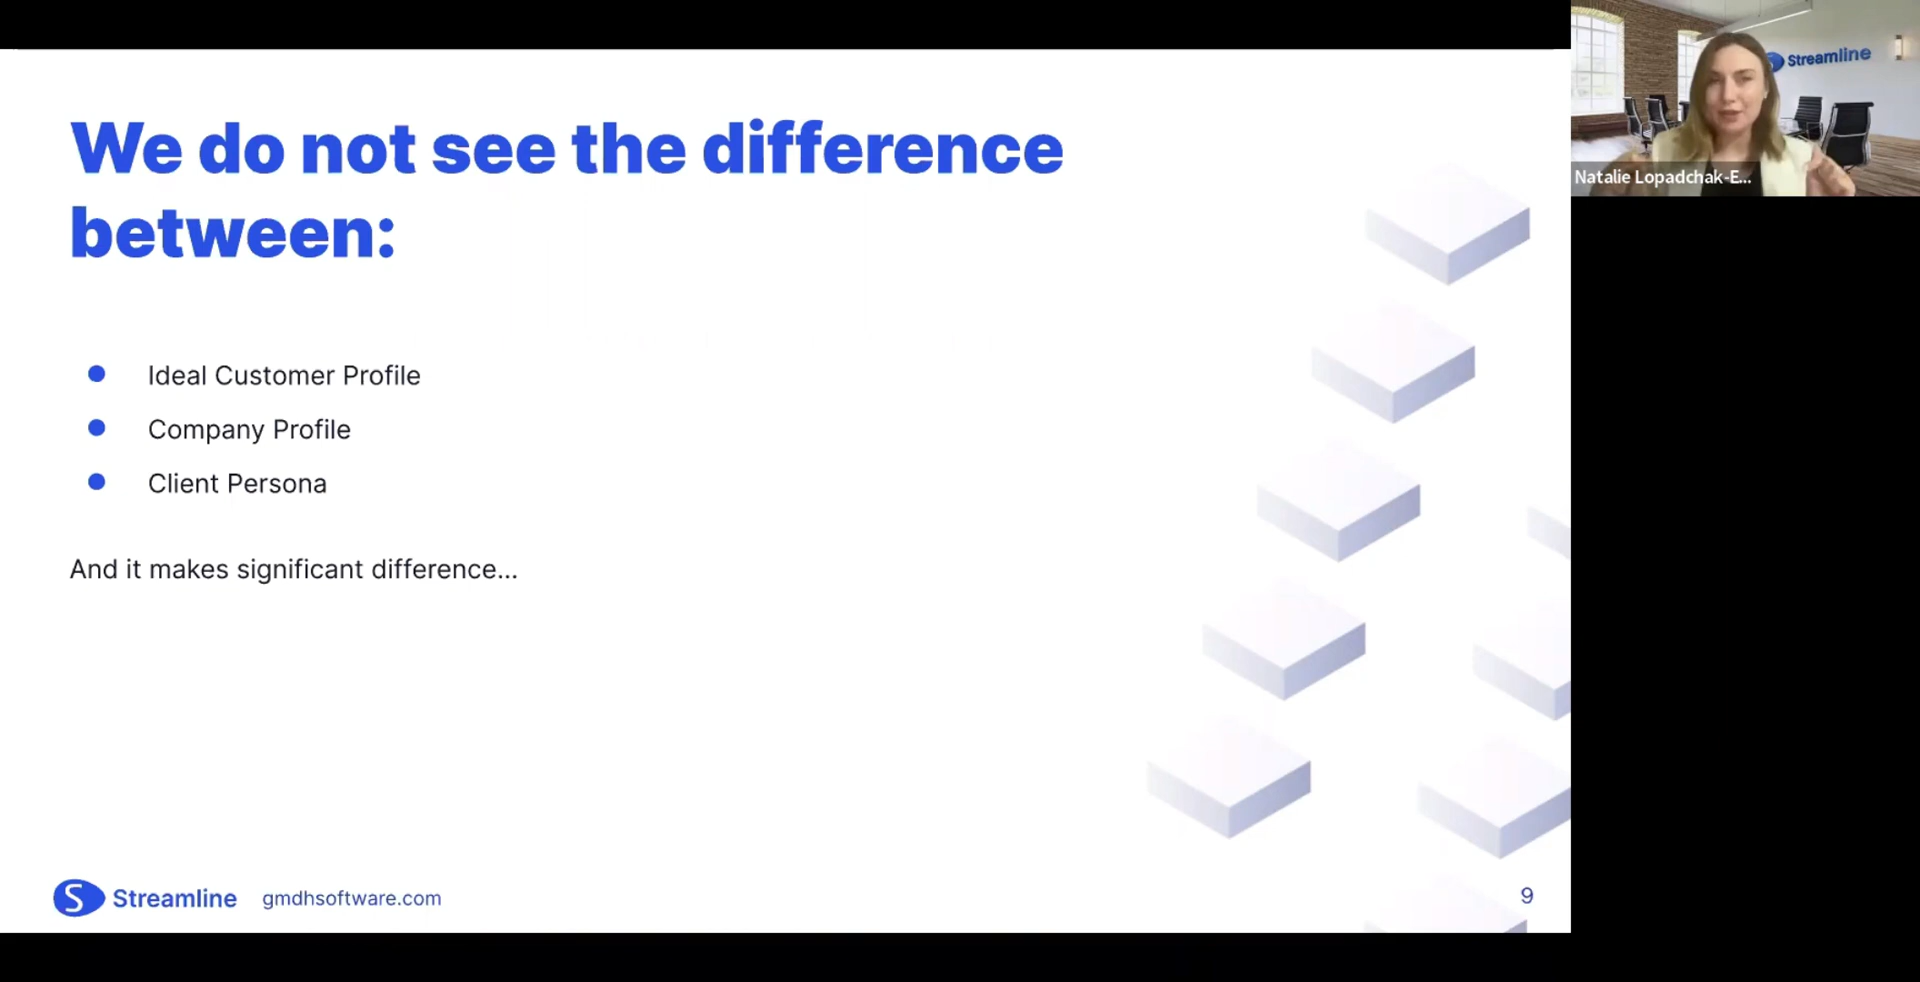 We do not see the difference
between:
Ideal Customer Profile
Company Profile
Client Persona
And it makes significant difference...
Streamline
gmdhsoftware.com
9
Streamline
Natalie Lopadchak-E...